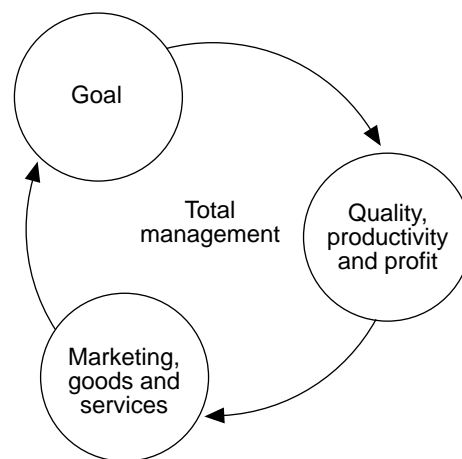 Goal
Total
management
Quality,
productivity
and profit
Marketing,
goods and
services